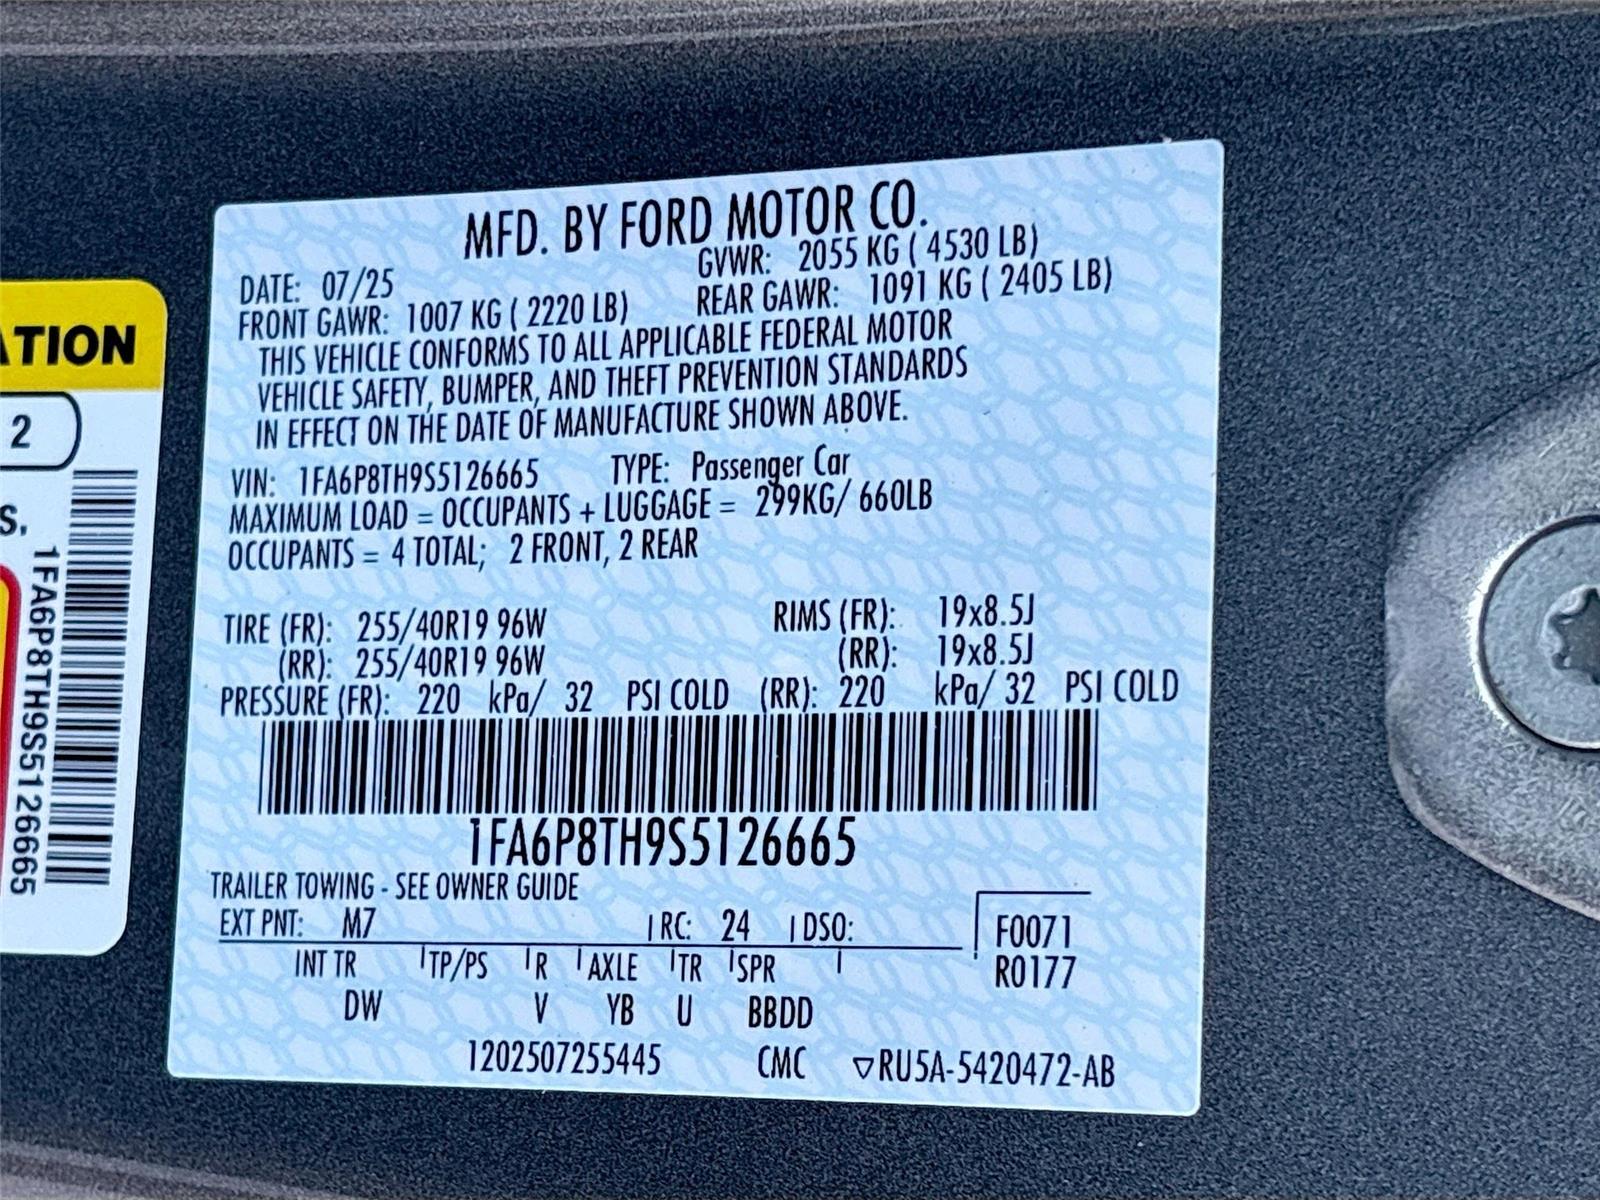 MFD. BY FORD MOTOR CO.
DATE: 07/25 GVWR: 2055 KG ( 4530 LB)
FRONT GAWR: 1007 KG ( 2220 LB) REAR GAWR: 1091 KG ( 2405 LB)
THIS VEHICLE CONFORMS TO ALL APPLICABLE FEDERAL MOTOR
VEHICLE SAFETY, BUMPER, AND THEFT PREVENTION STANDARDS
IN EFFECT ON THE DATE OF MANUFACTURE SHOWN ABOVE.
VIN: 1FA6P8TH9S5126665 TYPE: Passenger Car
MAXIMUM LOAD = OCCUPANTS + LUGGAGE = 299KG/ 660LB
OCCUPANTS = 4 TOTAL; 2 FRONT, 2 REAR
TIRE (FR): 255/40R19 96W RIMS (FR): 19x8.5J
(RR): 255/40R19 96W (RR): 19x8.5J
PRESSURE (FR): 220 kPa/ 32 PSI COLD (RR): 220 kPa/ 32 PSI COLD
1FA6P8TH9S5126665
TRAILER TOWING - SEE OWNER GUIDE
EXT PNT: M7 RC: 24 DSO: F0071
R0177
INT TR TP/PS R AXLE TR SPR
DW V YB U BBDD
1202507255445 CMC ▽RU5A-5420472-AB
ATION
2
S.
1FA6P8TH9S5126665